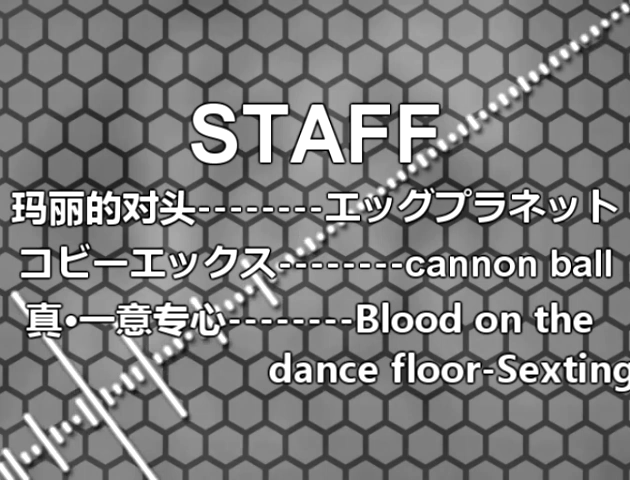 STAFF
玛丽的对头--------エッグプラネット
コビーエックス--------cannon ball
真•一意专心--------Blood on the
dance floor-Sexting